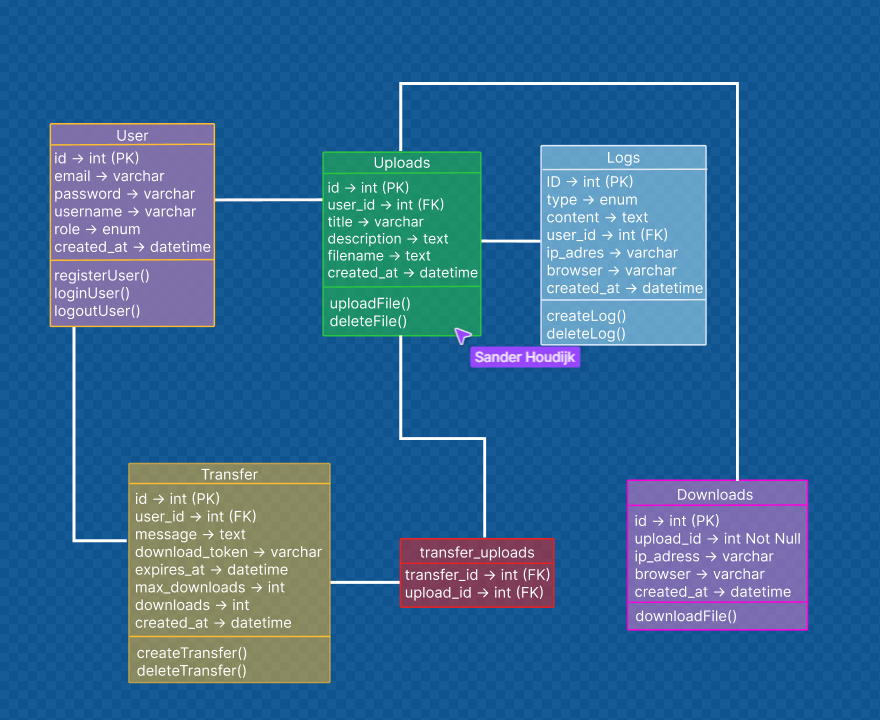 User
id → int (PK)
email → varchar
password → varchar
username → varchar
role → enum
created_at → datetime
registerUser()
loginUser()
logoutUser()
Uploads
id → int (PK)
user_id → int (FK)
title → varchar
description → text
filename → text
created_at → datetime
uploadFile()
deleteFile()
Logs
ID → int (PK)
type → enum
content → text
user_id → int (FK)
ip_adres → varchar
browser → varchar
created_at → datetime
createLog()
deleteLog()
Sander Houdijk
Transfer
id → int (PK)
user_id → int (FK)
message → text
download_token → varchar
expires_at → datetime
max_downloads → int
downloads → int
created_at → datetime
createTransfer()
deleteTransfer()
transfer_uploads
transfer_id → int (FK)
upload_id → int (FK)
Downloads
id → int (PK)
upload_id → int Not Null
ip_adress → varchar
browser → varchar
created_at → datetime
downloadFile()